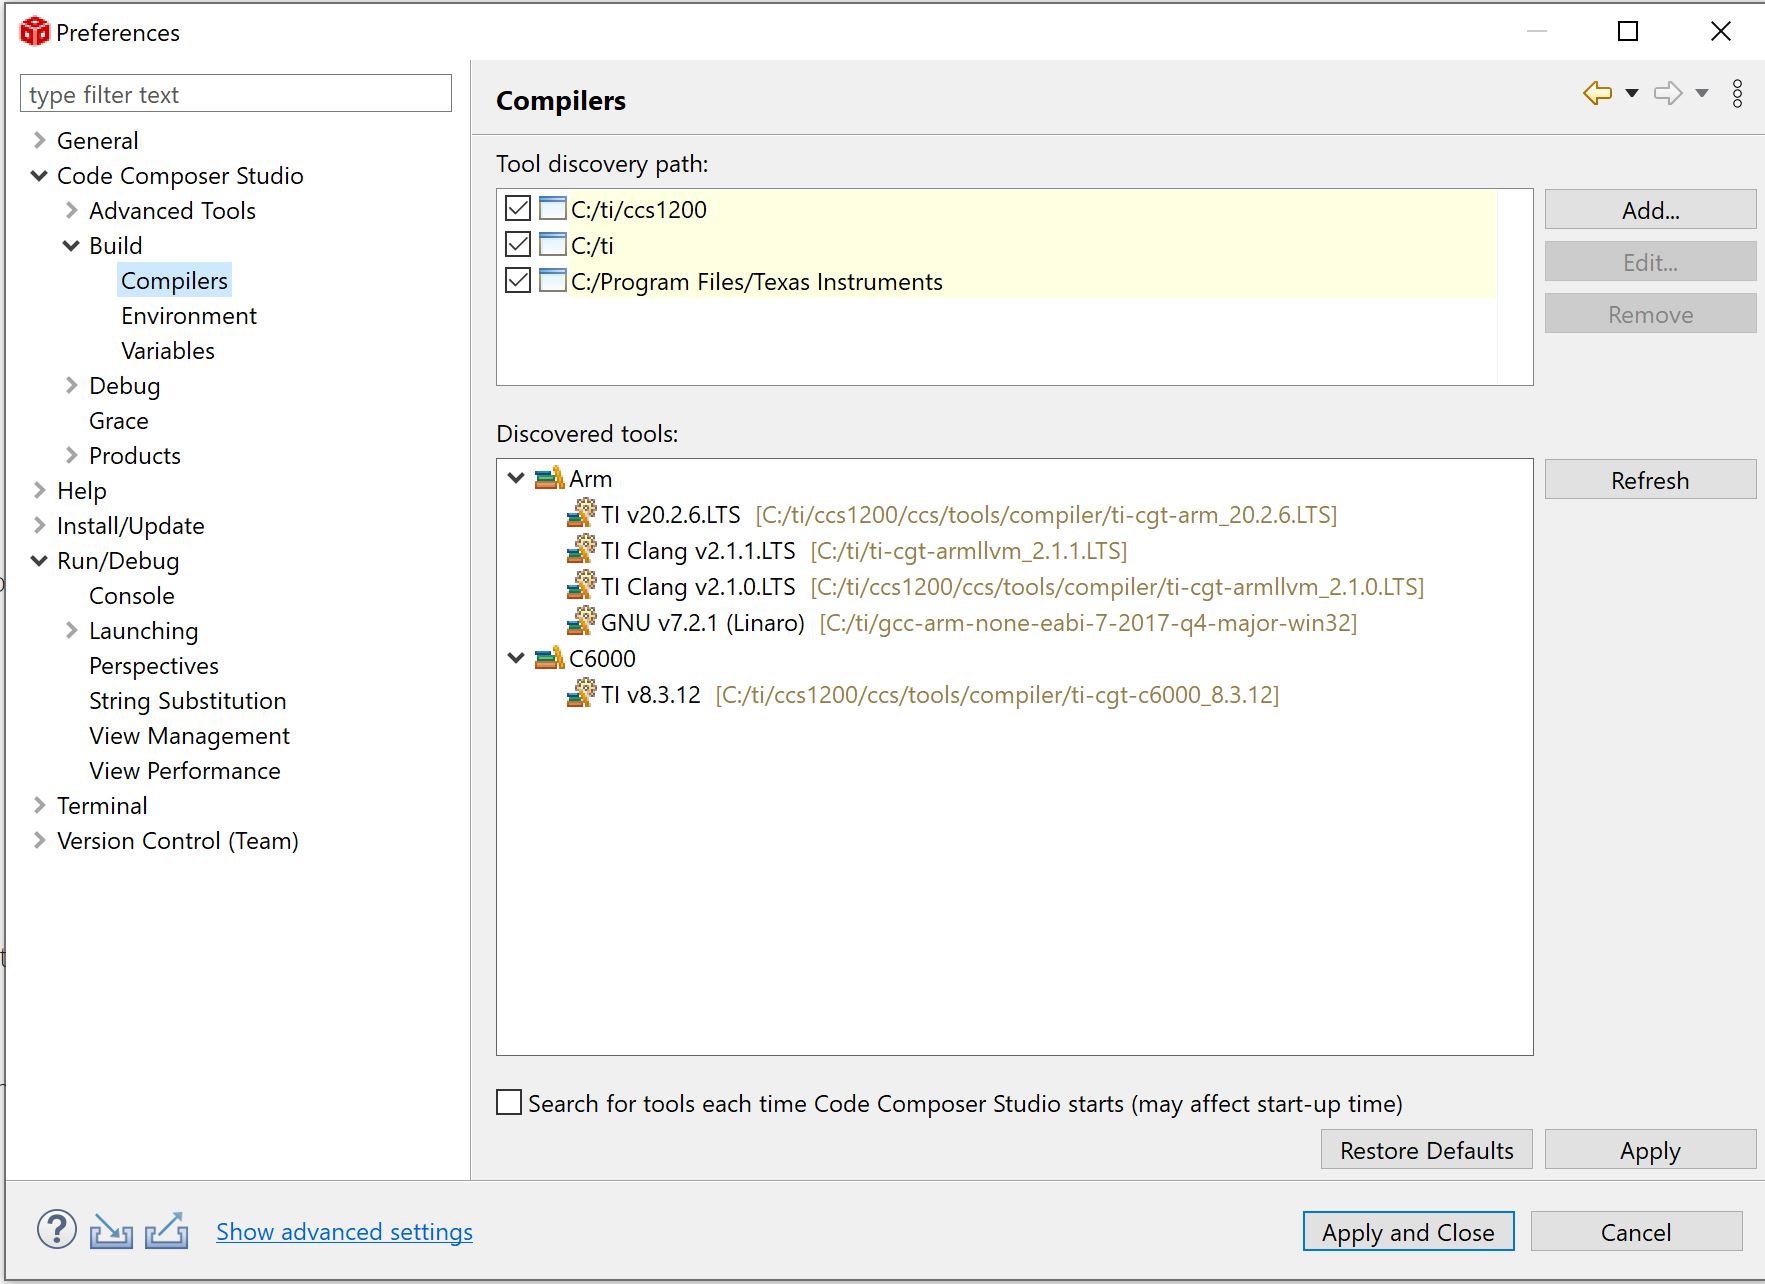 Preferences
type filter text
General
Code Composer Studio
Advanced Tools
Build
Compilers
Environment
Variables
Debug
Grace
Products
Help
Install/Update
Run/Debug
Console
Launching
Perspectives
String Substitution
View Management
View Performance
Terminal
Version Control (Team)
Compilers
Tool discovery path:
C:/ti/ccs1200
C:/ti
C:/Program Files/Texas Instruments
Add...
Edit...
Remove
Discovered tools:
Arm
TI v20.2.6.LTS [C:/ti/ccs1200/ccs/tools/compiler/ti-cgt-arm_20.2.6.LTS]
TI Clang v2.1.1.LTS [C:/ti/ti-cgt-armllvm_2.1.1.LTS]
TI Clang v2.1.0.LTS [C:/ti/ccs1200/ccs/tools/compiler/ti-cgt-armllvm_2.1.0.LTS]
GNU v7.2.1 (Linaro) [C:/ti/gcc-arm-none-eabi-7-2017-q4-major-win32]
C6000
TI v8.3.12 [C:/ti/ccs1200/ccs/tools/compiler/ti-cgt-c6000_8.3.12]
Refresh
Search for tools each time Code Composer Studio starts (may affect start-up time)
Restore Defaults
Apply
?
Show advanced settings
Apply and Close
Cancel